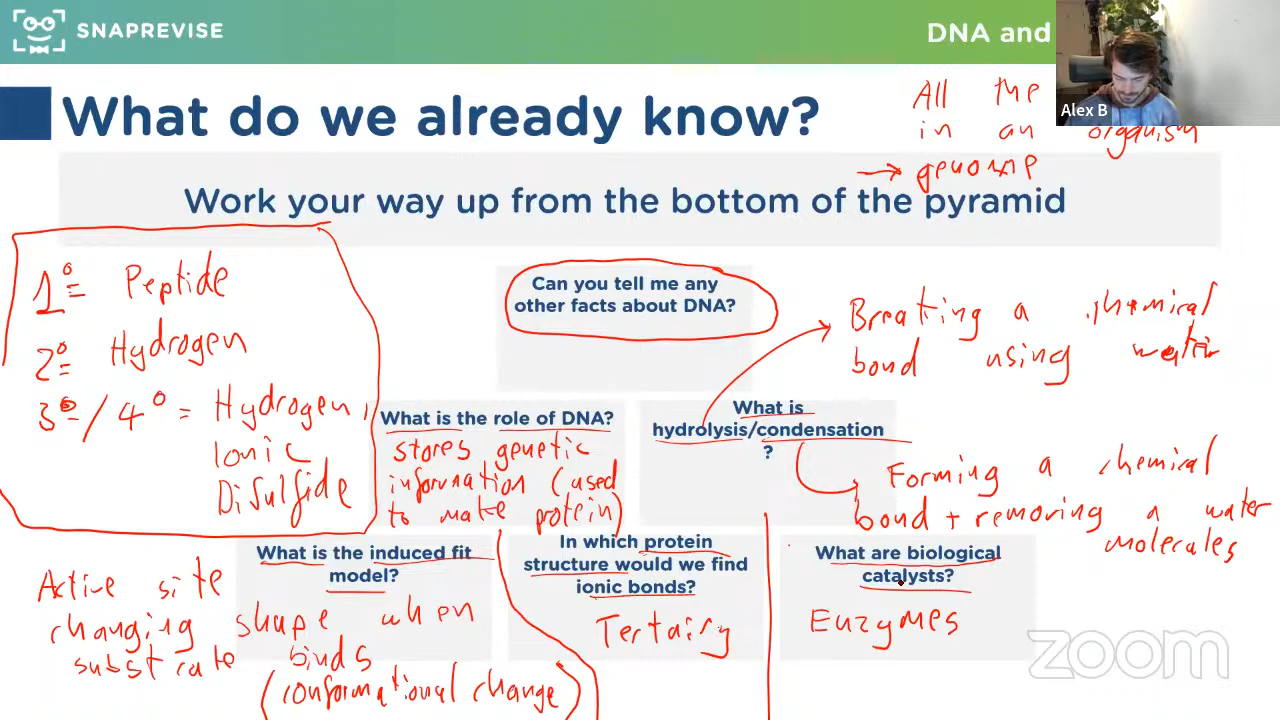 SNAPREVISE
DNA and
Alex B
What do we already know?
All the
in an organism
→ genome
Work your way up from the bottom of the pyramid
1° = Peptide
2° = Hydrogen
3° / 4° = Hydrogen,
Ionic
Disulfide
Can you tell me any
other facts about DNA?
Breaking a chemical
bond using water
What is the role of DNA?
stores genetic
information (used
to make protein)
What is
hydrolysis/condensation
?
Forming a chemical
bond + removing a water
molecules
What is the induced fit
model?
Active site
changing shape when
substrate binds
(conformational change)
In which protein
structure would we find
ionic bonds?
Tertairy
What are biological
catalysts?
Enzymes
zoom